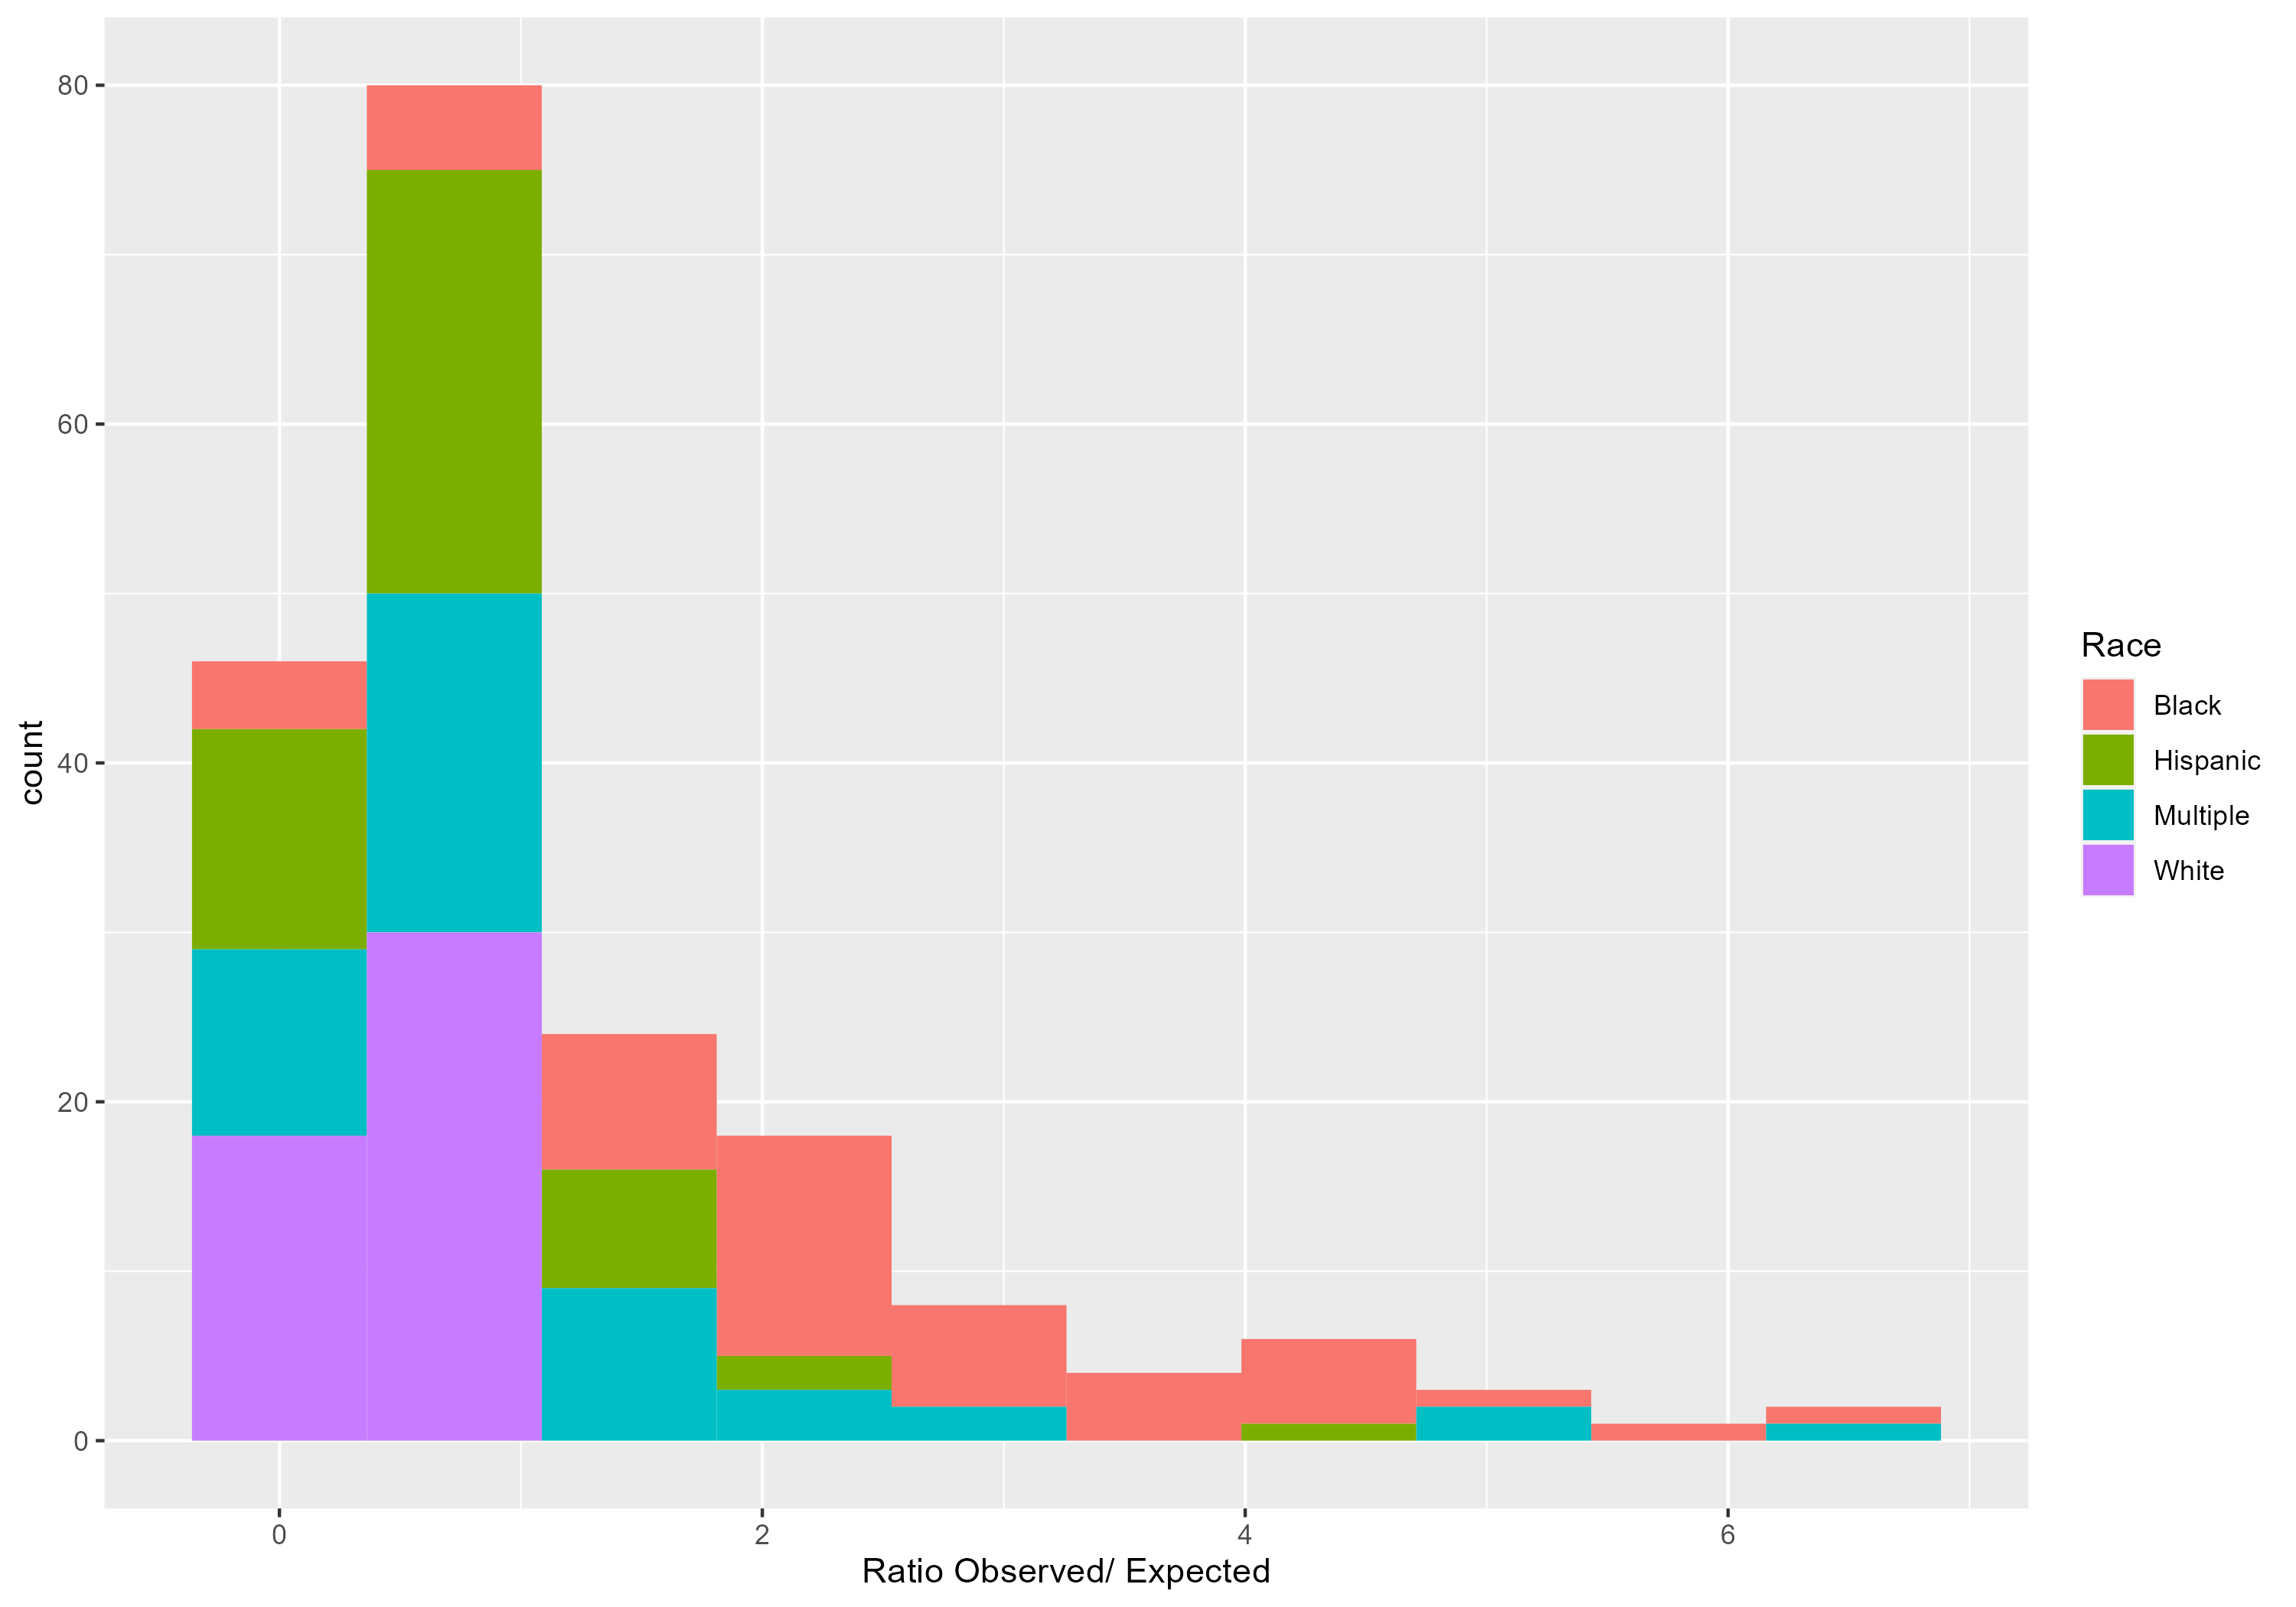 80
60
40
20
0
count
0 2 4 6
Ratio Observed/ Expected
Race
Black
Hispanic
Multiple
White